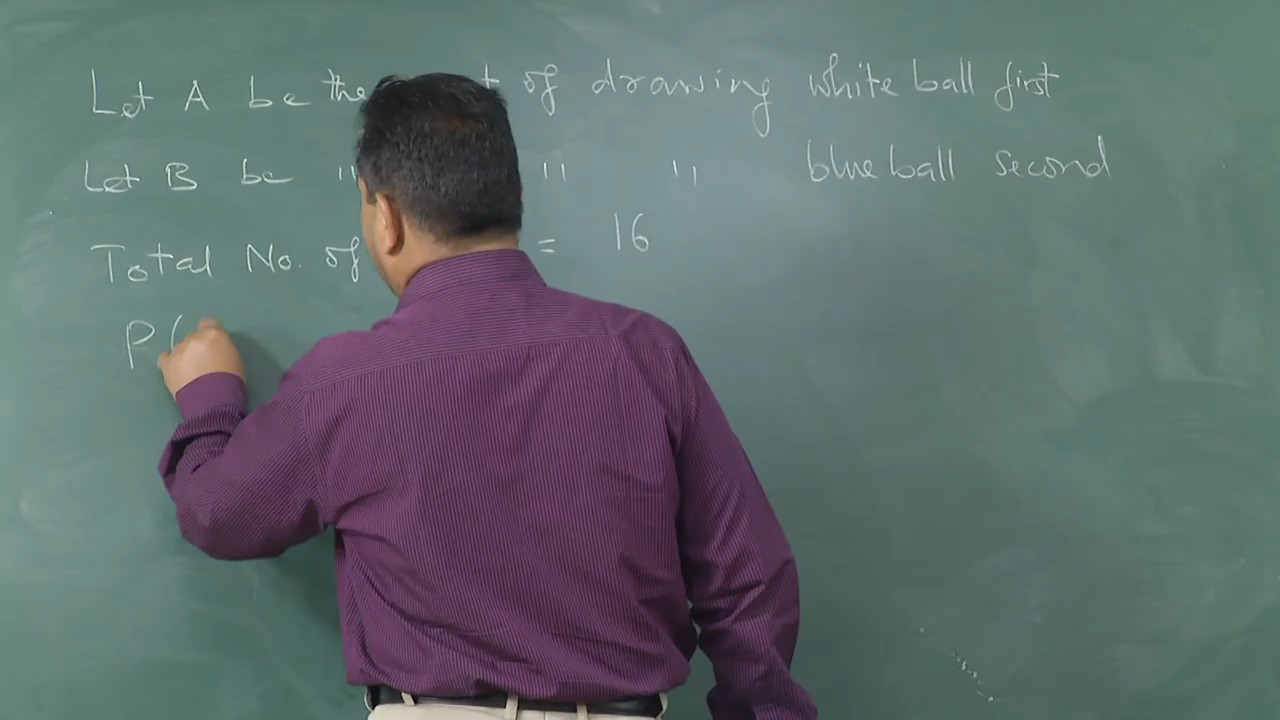 Let A be the of drawing white ball first
Let B be " " " blue ball second
Total No. of = 16
P(